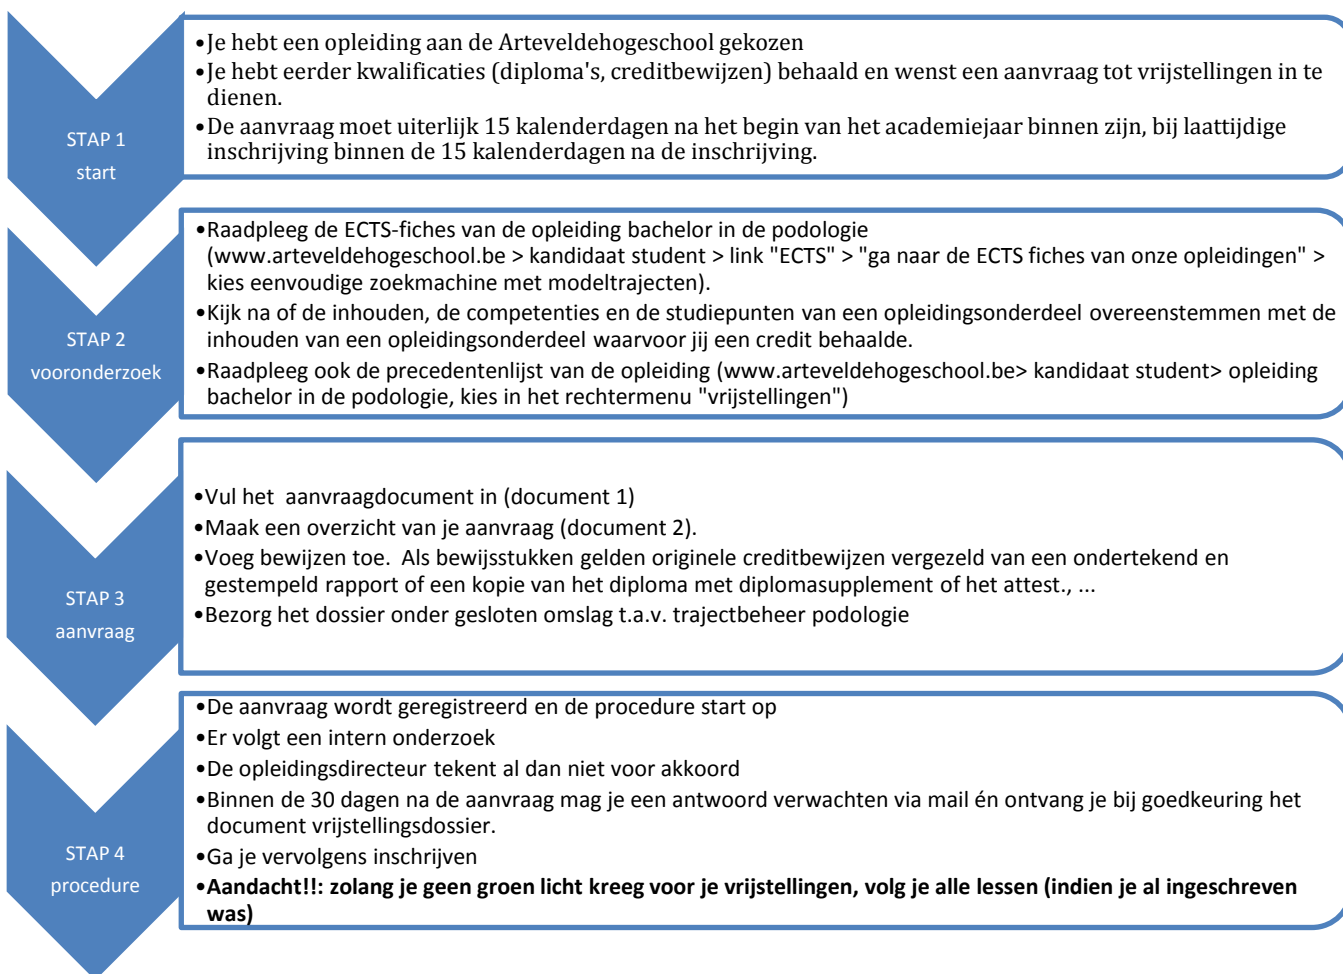 STAP 1
start
•Je hebt een opleiding aan de Arteveldehogeschool gekozen
•Je hebt eerder kwalificaties (diploma's, creditbewijzen) behaald en wenst een aanvraag tot vrijstellingen in te
dienen.
•De aanvraag moet uiterlijk 15 kalenderdagen na het begin van het academiejaar binnen zijn, bij laattijdige
inschrijving binnen de 15 kalenderdagen na de inschrijving.
STAP 2
vooronderzoek
•Raadpleeg de ECTS-fiches van de opleiding bachelor in de podologie
(www.arteveldehogeschool.be > kandidaat student > link "ECTS" > "ga naar de ECTS fiches van onze opleidingen" >
kies eenvoudige zoekmachine met modeltrajecten).
•Kijk na of de inhouden, de competenties en de studiepunten van een opleidingsonderdeel overeenstemmen met de
inhouden van een opleidingsonderdeel waarvoor jij een credit behaalde.
•Raadpleeg ook de precedentenlijst van de opleiding (www.arteveldehogeschool.be> kandidaat student> opleiding
bachelor in de podologie, kies in het rechtermenu "vrijstellingen")
STAP 3
aanvraag
•Vul het  aanvraagdocument in (document 1)
•Maak een overzicht van je aanvraag (document 2).
•Voeg bewijzen toe.  Als bewijsstukken gelden originele creditbewijzen vergezeld van een ondertekend en
gestempeld rapport of een kopie van het diploma met diplomasupplement of het attest., ...
•Bezorg het dossier onder gesloten omslag t.a.v. trajectbeheer podologie
STAP 4
procedure
•De aanvraag wordt geregistreerd en de procedure start op
•Er volgt een intern onderzoek
•De opleidingsdirecteur tekent al dan niet voor akkoord
•Binnen de 30 dagen na de aanvraag mag je een antwoord verwachten via mail én ontvang je bij goedkeuring het
document vrijstellingsdossier.
•Ga je vervolgens inschrijven
•Aandacht!!: zolang je geen groen licht kreeg voor je vrijstellingen, volg je alle lessen (indien je al ingeschreven
was)